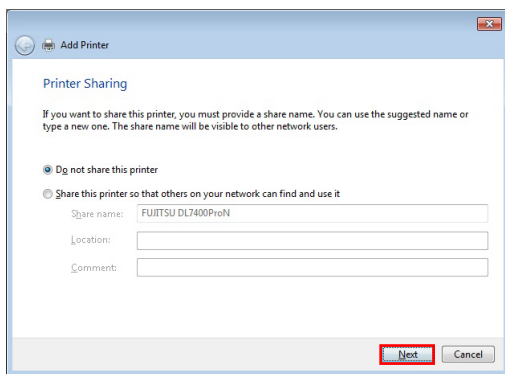 Add Printer
Printer Sharing
If you want to share this printer, you must provide a share name. You can use the suggested name or
type a new one. The share name will be visible to other network users.
Do not share this printer
Share this printer so that others on your network can find and use it
Share name: FUJITSU DL7400ProN
Location:
Comment:
Next Cancel